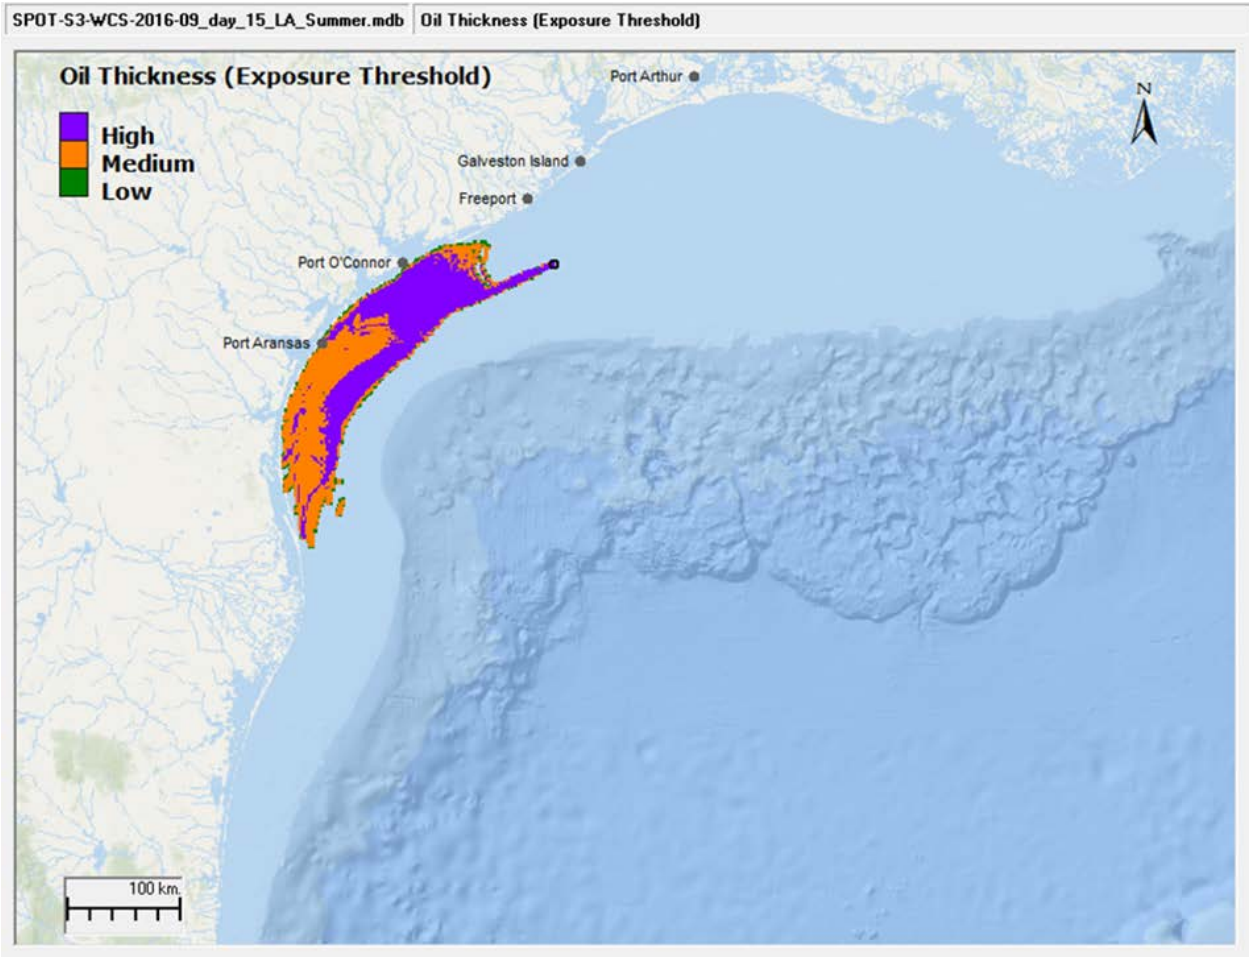 SPOT-S3-WCS-2016-09_day_15_LA_Summer.mdb Oil Thickness (Exposure Threshold)
Oil Thickness (Exposure Threshold)
Port Arthur
N
High
Medium
Low
Galveston Island
Freeport
Port O'Connor
Port Aransas
100 km.